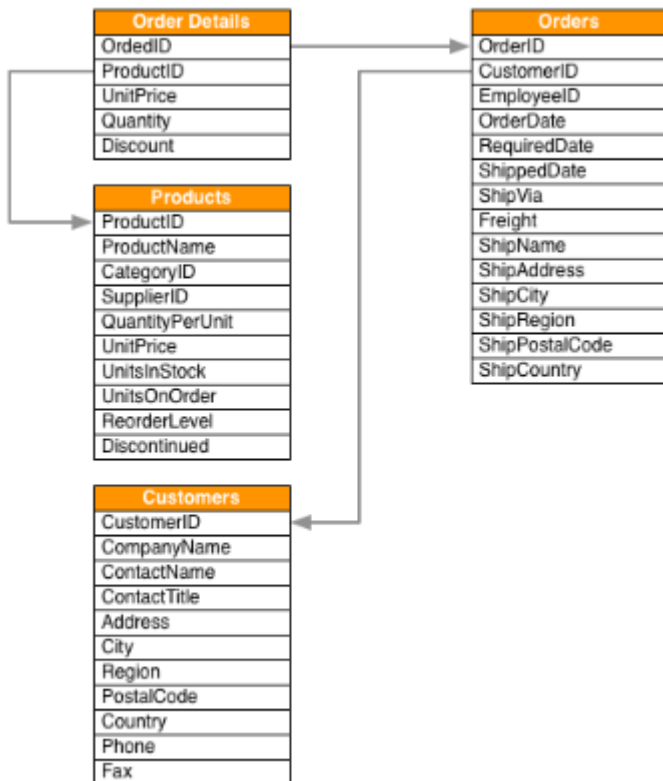 Order Details
OrdedID
ProductID
UnitPrice
Quantity
Discount
Products
ProductID
ProductName
CategoryID
SupplierID
QuantityPerUnit
UnitPrice
UnitsInStock
UnitsOnOrder
ReorderLevel
Discontinued
Customers
CustomerID
CompanyName
ContactName
ContactTitle
Address
City
Region
PostalCode
Country
Phone
Fax
Orders
OrderID
CustomerID
EmployeeID
OrderDate
RequiredDate
ShippedDate
ShipVia
Freight
ShipName
ShipAddress
ShipCity
ShipRegion
ShipPostalCode
ShipCountry